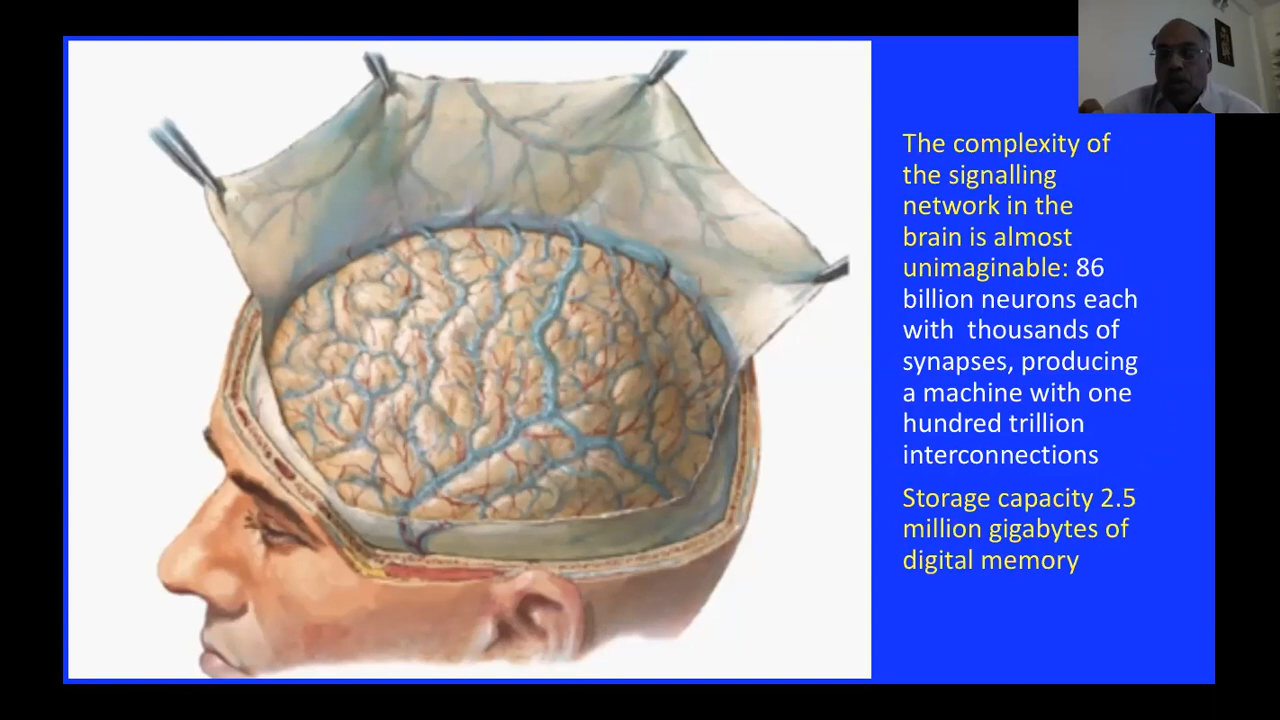 The complexity of
the signalling
network in the
brain is almost
unimaginable: 86
billion neurons each
with  thousands of
synapses, producing
a machine with one
hundred trillion
interconnections
Storage capacity 2.5
million gigabytes of
digital memory